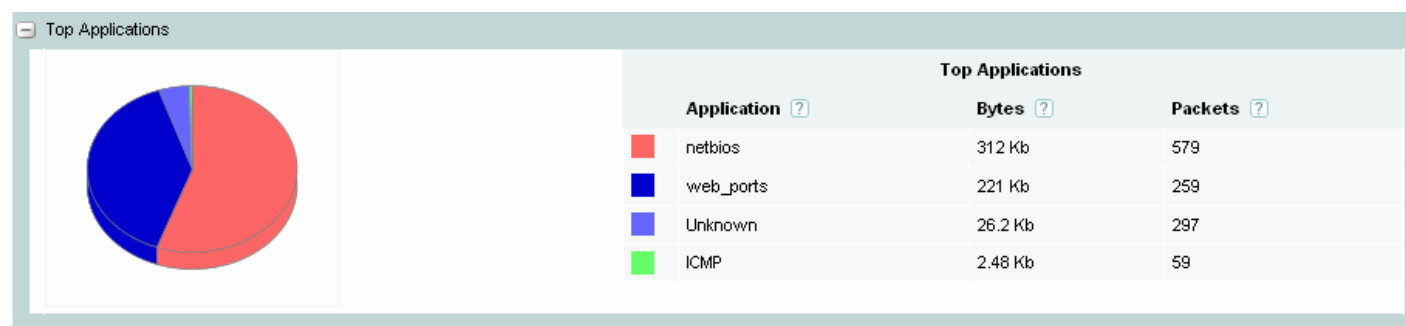 Top Applications
Top Applications
Application ? Bytes ? Packets ?
netbios 312 Kb 579
web_ports 221 Kb 259
Unknown 26.2 Kb 297
ICMP 2.48 Kb 59